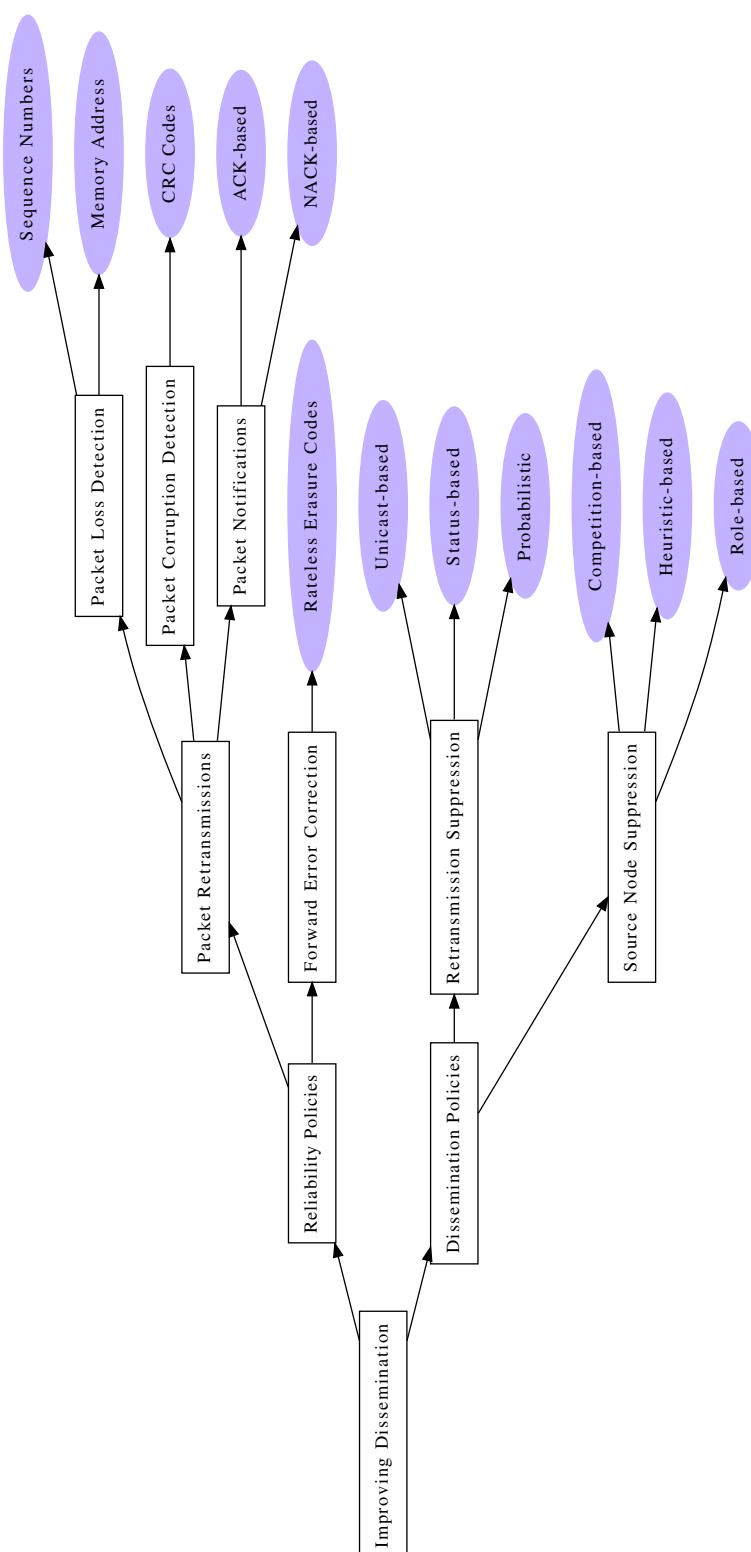 Sequence Numbers
Memory Address
CRC Codes
ACK-based
NACK-based
Packet Loss Detection
Packet Corruption Detection
Packet Notifications
Rateless Erasure Codes
Unicast-based
Status-based
Probabilistic
Competition-based
Heuristic-based
Role-based
Packet Retransmissions
Forward Error Correction
Retransmission Suppression
Source Node Suppression
Reliability Policies
Dissemination Policies
Improving Dissemination